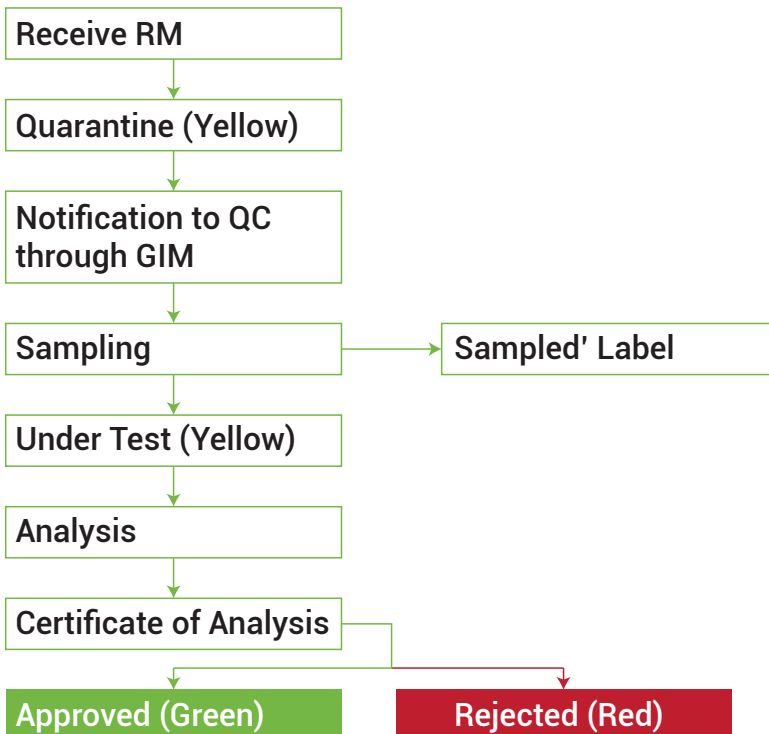 Receive RM
Quarantine (Yellow)
Notification to QC
through GIM
Sampling
Sampled' Label
Under Test (Yellow)
Analysis
Certificate of Analysis
Approved (Green)
Rejected (Red)